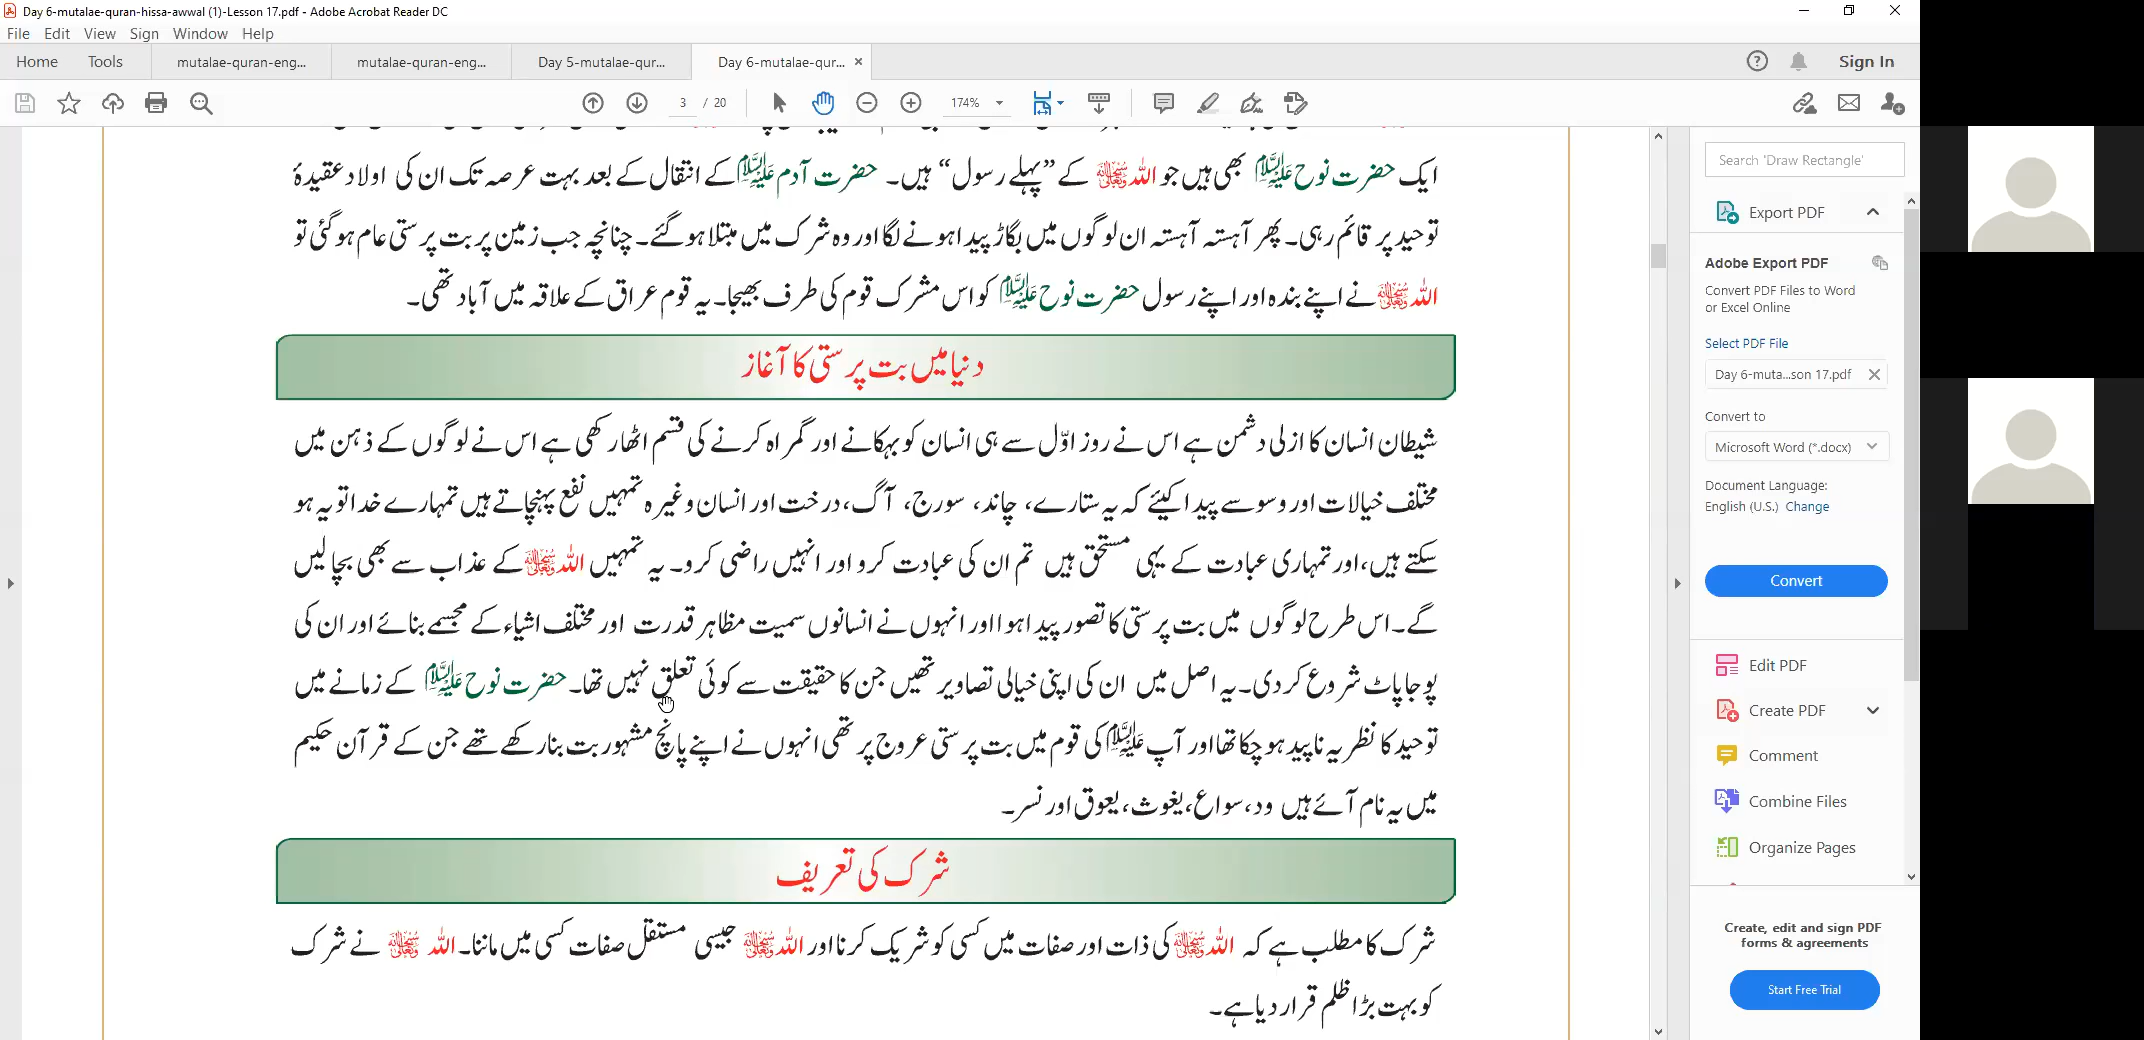 Day 6-mutalae-quran-hissa-awwal (1)-Lesson 17.pdf - Adobe Acrobat Reader DC
File Edit View Sign Window Help
Home Tools mutalae-quran-eng... mutalae-quran-eng... Day 5-mutalae-qur... Day 6-mutalae-qur... × Sign In
3 / 20 174%
ایک حضرت نوح علیہ السلام بھی ہیں جو اللہ ﷻ کے ”پہلے رسول“ ہیں۔ حضرت آدم علیہ السلام کے انتقال کے بعد بہت عرصہ تک ان کی اولاد عقیدۂ
توحید پر قائم رہی۔ پھر آہستہ آہستہ ان لوگوں میں بگاڑ پیدا ہونے لگا اور وہ شرک میں مبتلا ہو گئے۔ چنانچہ جب زمین پر بت پرستی عام ہو گئی تو
اللہ ﷻ نے اپنے بندہ اور اپنے رسول حضرت نوح علیہ السلام کو اس مشرک قوم کی طرف بھیجا۔ یہ قوم عراق کے علاقہ میں آباد تھی۔
دنیا میں بت پرستی کا آغاز
شیطان انسان کا ازلی دشمن ہے اس نے روز اوّل سے ہی انسان کو بہکانے اور گمراہ کرنے کی قسم اٹھا رکھی ہے اس نے لوگوں کے ذہن میں
مختلف خیالات اور وسوسے پیدا کیئے کہ یہ ستارے، چاند، سورج، آگ، درخت اور انسان وغیرہ تمہیں نفع پہنچاتے ہیں تمہارے خدا تو یہ ہو
سکتے ہیں، اور تمہاری عبادت کے یہی مستحق ہیں تم ان کی عبادت کرو اور انہیں راضی کرو۔ یہ تمہیں اللہ ﷻ کے عذاب سے بھی بچا لیں
گے۔ اس طرح لوگوں میں بت پرستی کا تصور پیدا ہوا اور انہوں نے انسانوں سمیت مظاہر قدرت اور مختلف اشیاء کے مجسمے بنائے اور ان کی
پوجا پاٹ شروع کر دی۔ یہ اصل میں ان کی اپنی خیالی تصاویر تھیں جن کا حقیقت سے کوئی تعلق نہیں تھا۔ حضرت نوح علیہ السلام کے زمانے میں
توحید کا نظریہ ناپید ہو چکا تھا اور آپ علیہ السلام کی قوم میں بت پرستی عروج پر تھی انہوں نے اپنے پانچ مشہور بت بنا رکھے تھے جن کے قرآن حکیم
میں یہ نام آئے ہیں ود، سواع، یغوث، یعوق اور نسر۔
شرک کی تعریف
شرک کا مطلب ہے کہ اللہ ﷻ کی ذات اور صفات میں کسی کو شریک کرنا اور اللہ ﷻ جیسی مستقل صفات کسی میں ماننا۔ اللہ ﷻ نے شرک
کو بہت بڑا ظلم قرار دیا ہے۔
Search 'Draw Rectangle'
Export PDF
Adobe Export PDF
Convert PDF Files to Word
or Excel Online
Select PDF File
Day 6-muta...son 17.pdf
Convert to
Microsoft Word (*.docx)
Document Language:
English (U.S.) Change
Convert
Edit PDF
Create PDF
Comment
Combine Files
Organize Pages
Create, edit and sign PDF
forms & agreements
Start Free Trial